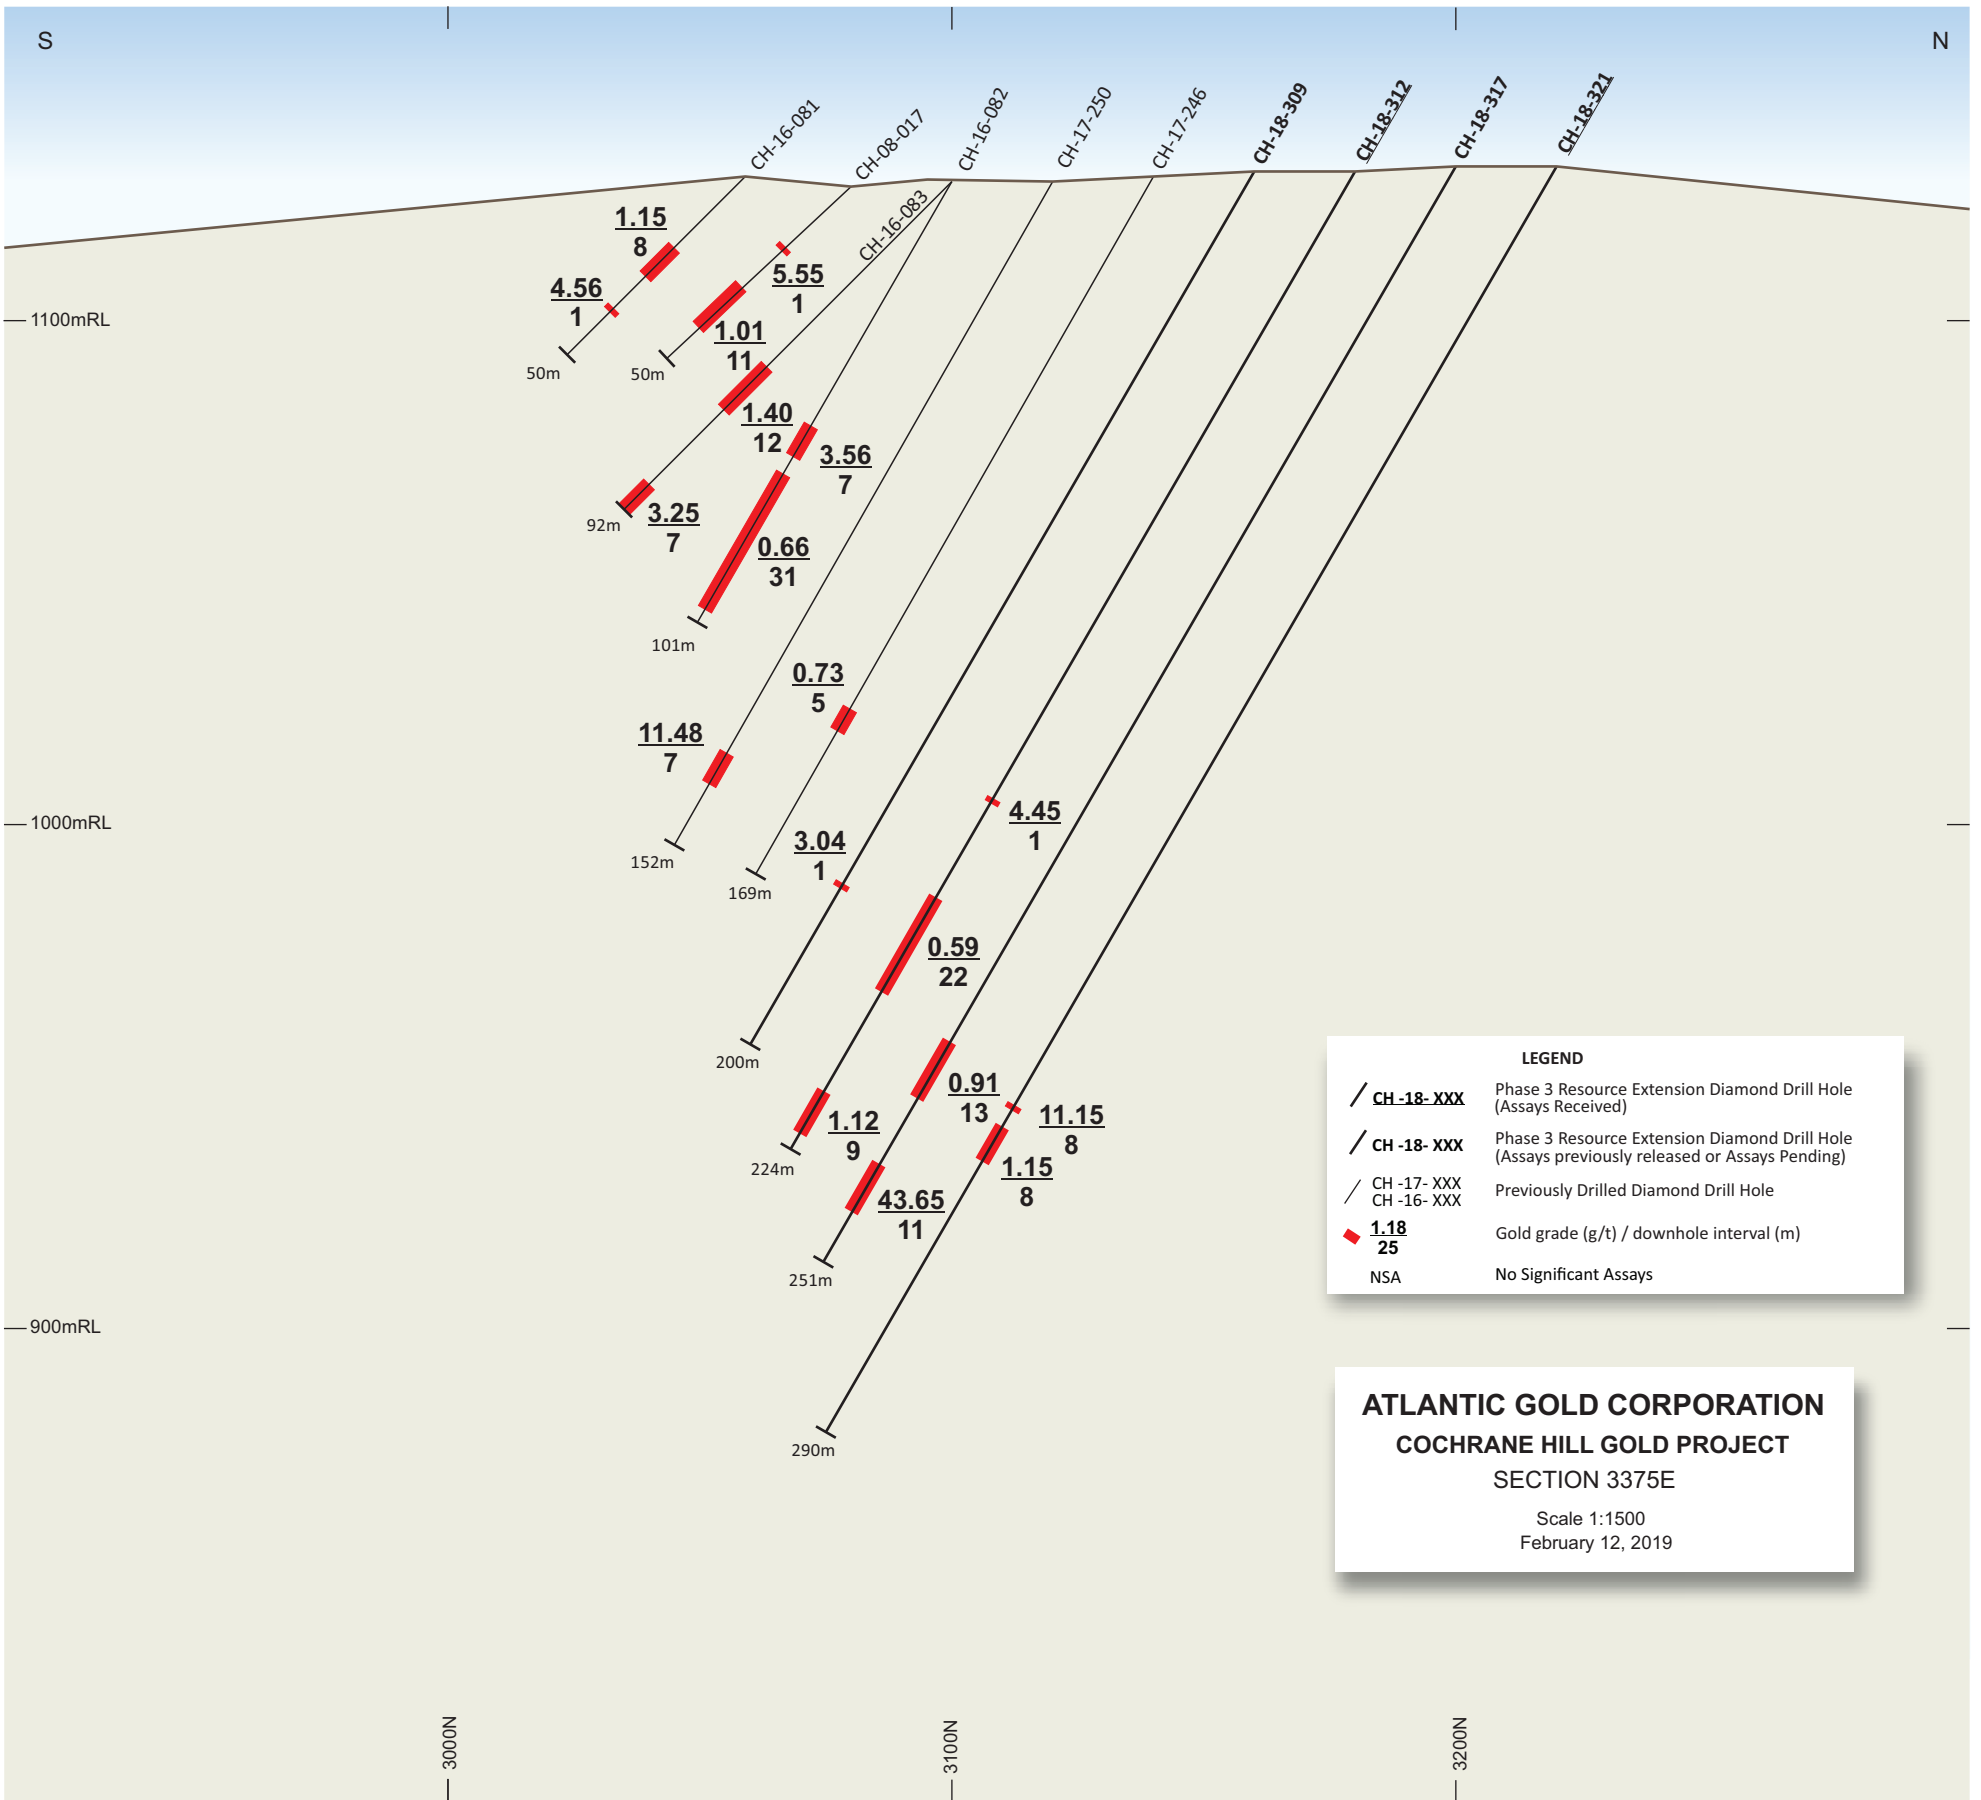 S
N
CH-16-081
CH-08-017
CH-16-082
CH-17-250
CH-17-246
CH-18-309
CH-18-312
CH-18-317
CH-18-321
CH-16-083
1.15
8
4.56
1
5.55
1
1100mRL
1.01
11
50m
50m
1.40
12
3.56
7
92m
3.25
7
0.66
31
101m
0.73
5
11.48
7
1000mRL
4.45
1
3.04
1
152m
169m
0.59
22
200m
0.91
13
11.15
8
1.12
9
224m
1.15
8
43.65
11
251m
900mRL
290m
LEGEND
CH -18- XXX
Phase 3 Resource Extension Diamond Drill Hole
(Assays Received)
CH -18- XXX
Phase 3 Resource Extension Diamond Drill Hole
(Assays previously released or Assays Pending)
CH -17- XXX
CH -16- XXX
Previously Drilled Diamond Drill Hole
1.18
25
Gold grade (g/t) / downhole interval (m)
NSA
No Significant Assays
ATLANTIC GOLD CORPORATION
COCHRANE HILL GOLD PROJECT
SECTION 3375E
Scale 1:1500
February 12, 2019
3000N
3100N
3200N